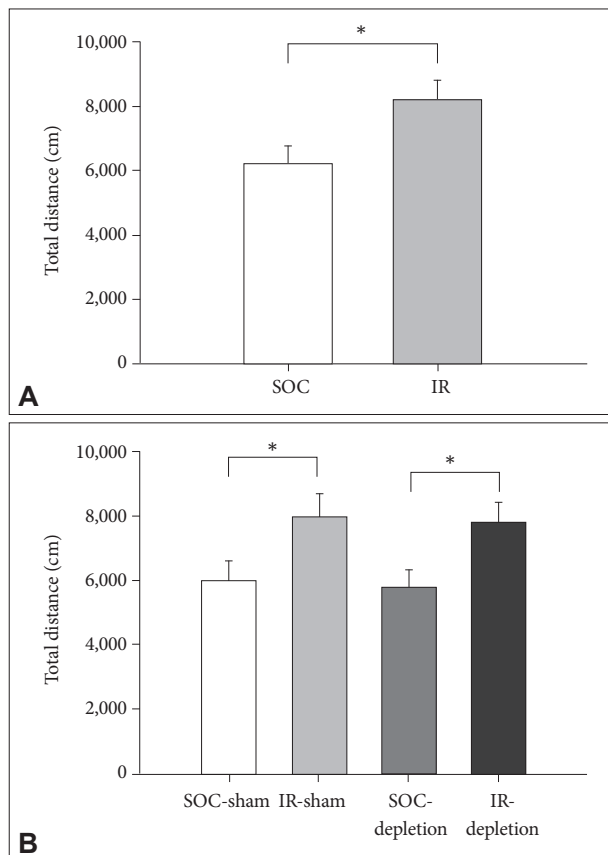 10,000
8,000
6,000
4,000
2,000
0
Total distance (cm)
*
SOC IR
A
10,000
8,000
6,000
4,000
2,000
0
Total distance (cm)
* *
SOC-sham IR-sham SOC- IR-
depletion depletion
B